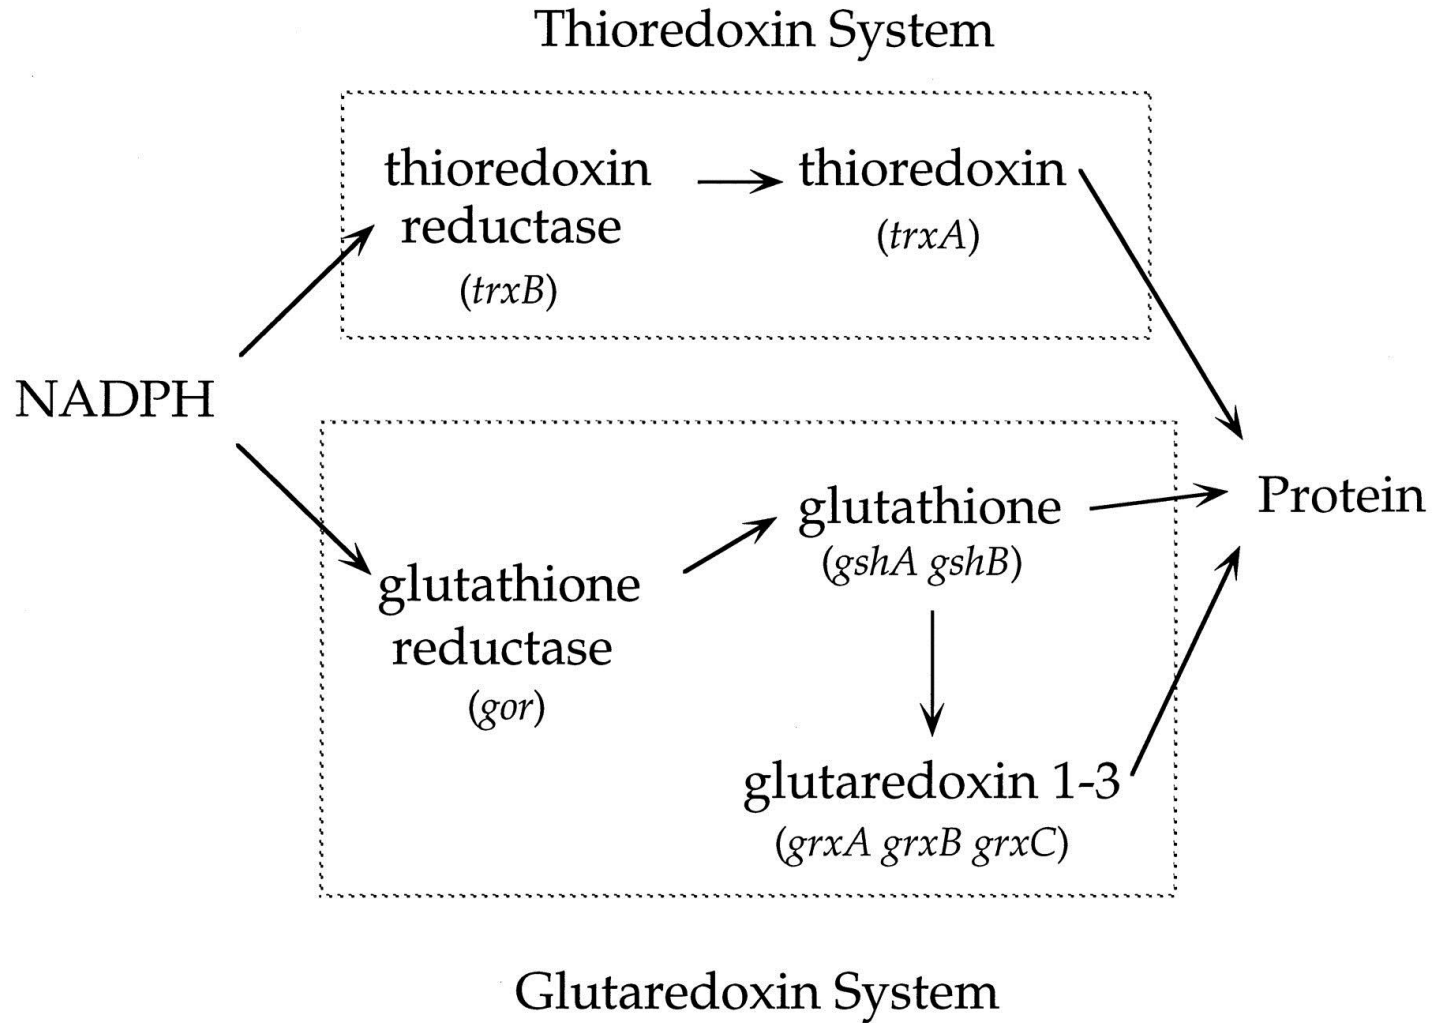 Thioredoxin System
thioredoxin
reductase
(trxB)
thioredoxin
(trxA)
NADPH
glutathione
reductase
(gor)
glutathione
(gshA gshB)
glutaredoxin 1-3
(grxA grxB grxC)
Protein
Glutaredoxin System